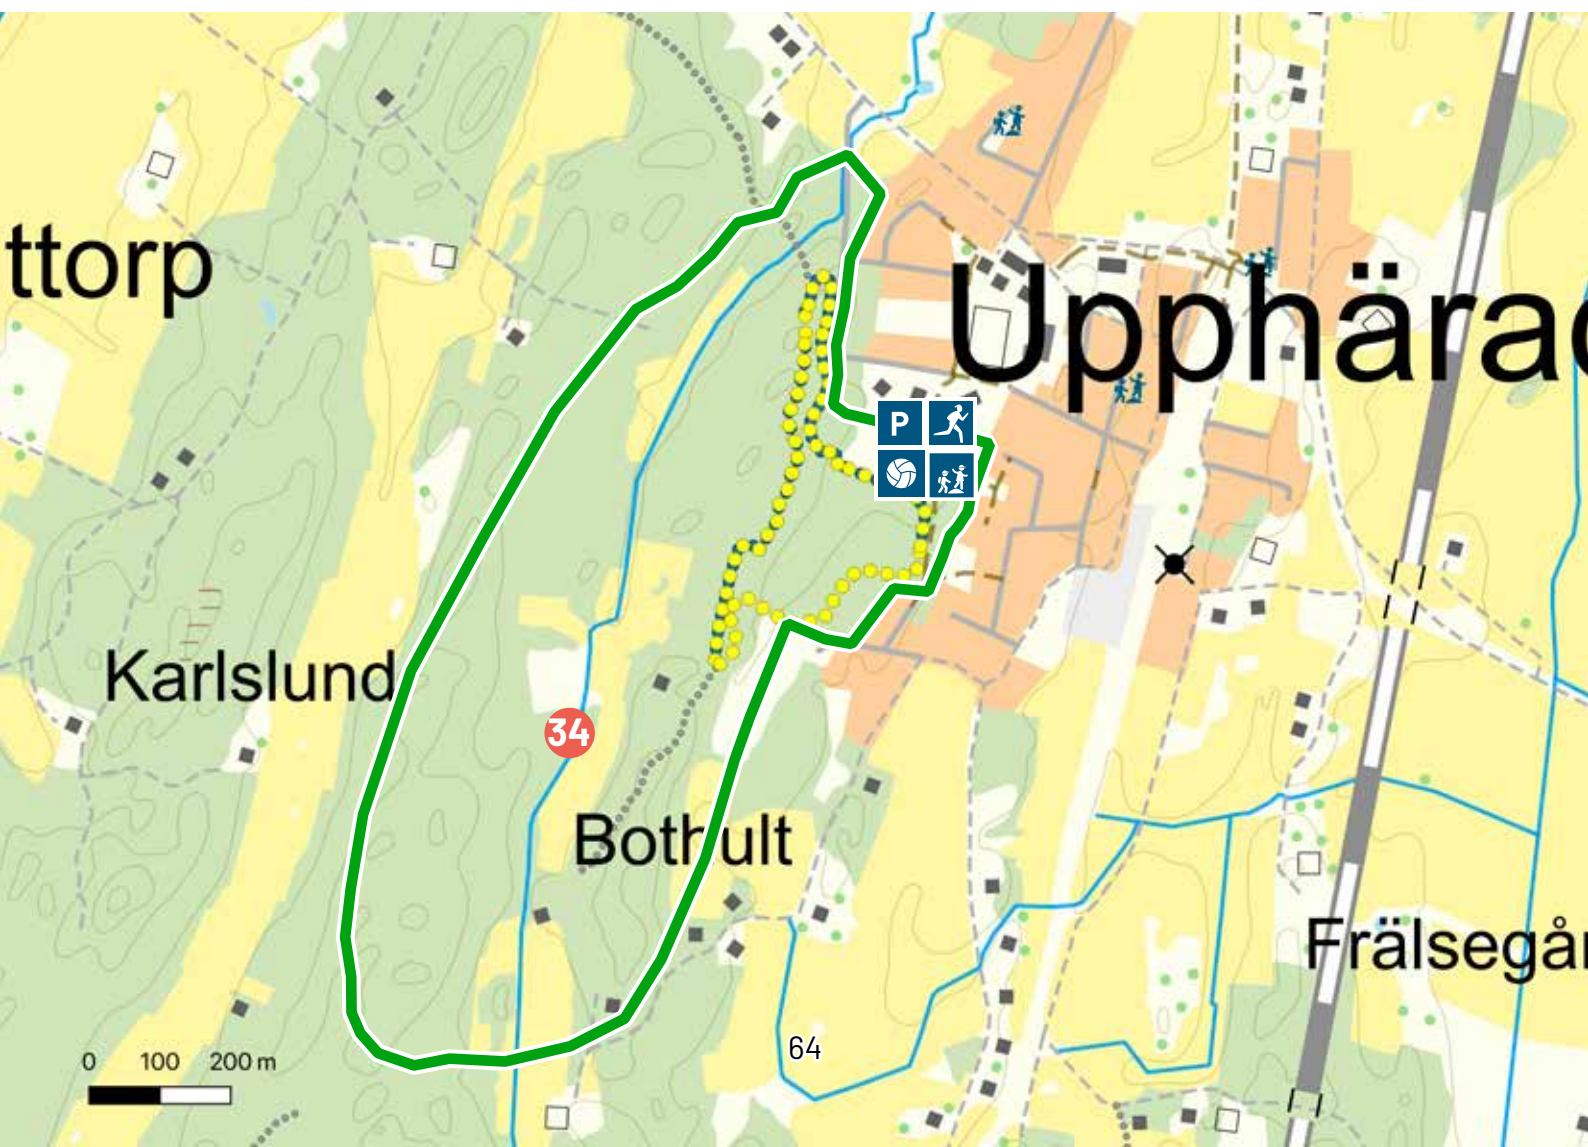 ttorp
Upphärad
P
Karlslund
34
Bothult
Frälsegår
0 100 200 m
64